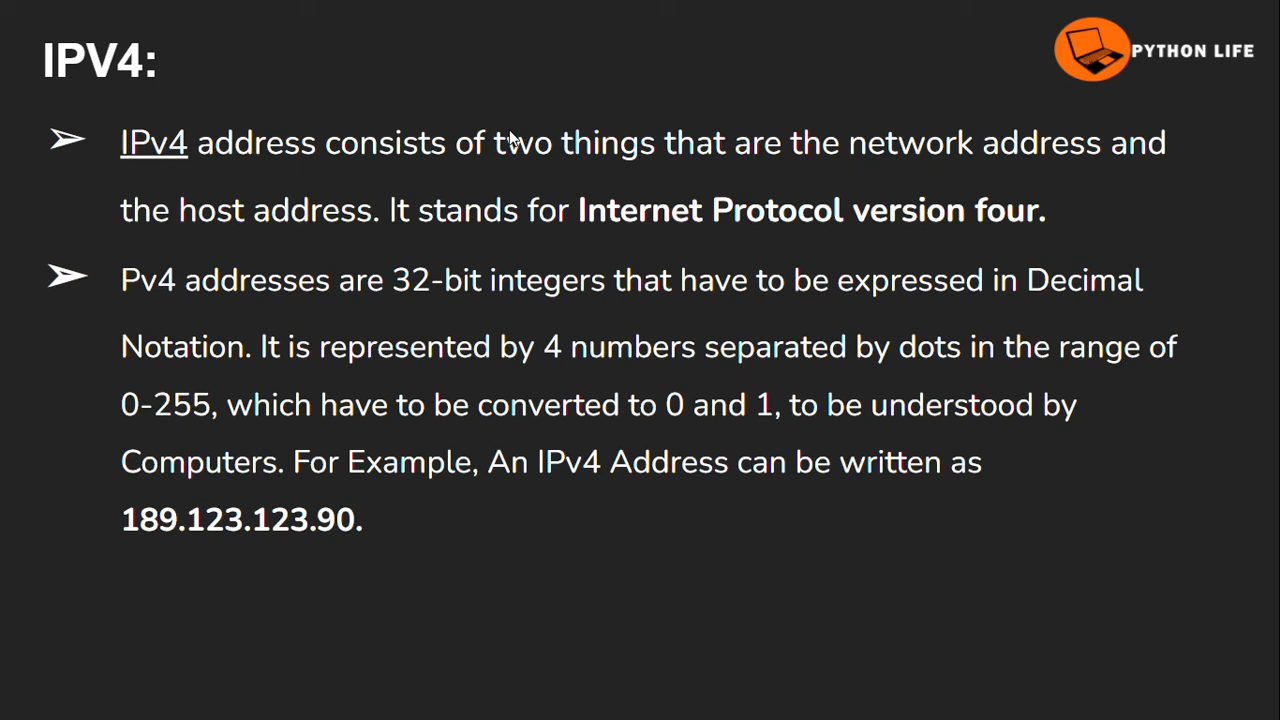 IPV4:
PYTHON LIFE
➢ IPv4 address consists of two things that are the network address and
the host address. It stands for Internet Protocol version four.
➢ Pv4 addresses are 32-bit integers that have to be expressed in Decimal
Notation. It is represented by 4 numbers separated by dots in the range of
0-255, which have to be converted to 0 and 1, to be understood by
Computers. For Example, An IPv4 Address can be written as
189.123.123.90.